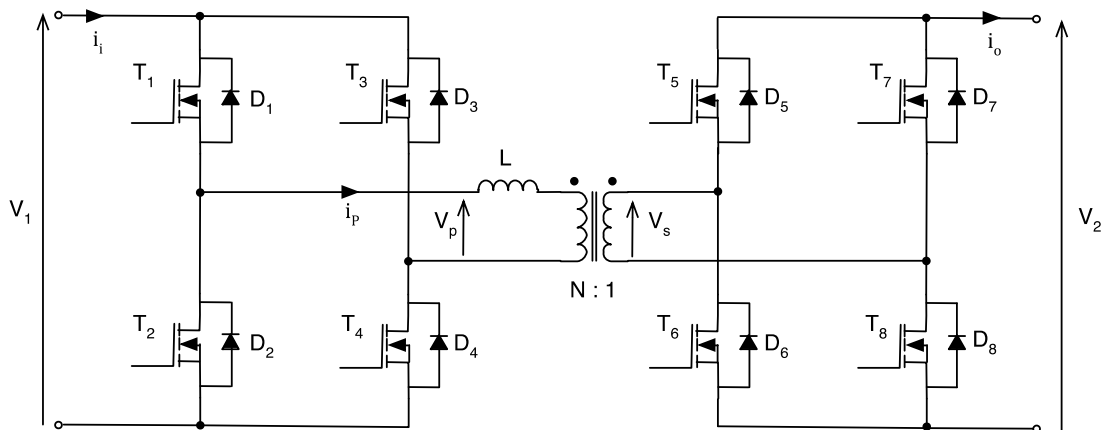 i_i
i_o
T_1
D_1
T_3
D_3
T_5
D_5
T_7
D_7
L
V_1
i_p
V_p
V_s
V_2
N : 1
T_2
D_2
T_4
D_4
T_6
D_6
T_8
D_8